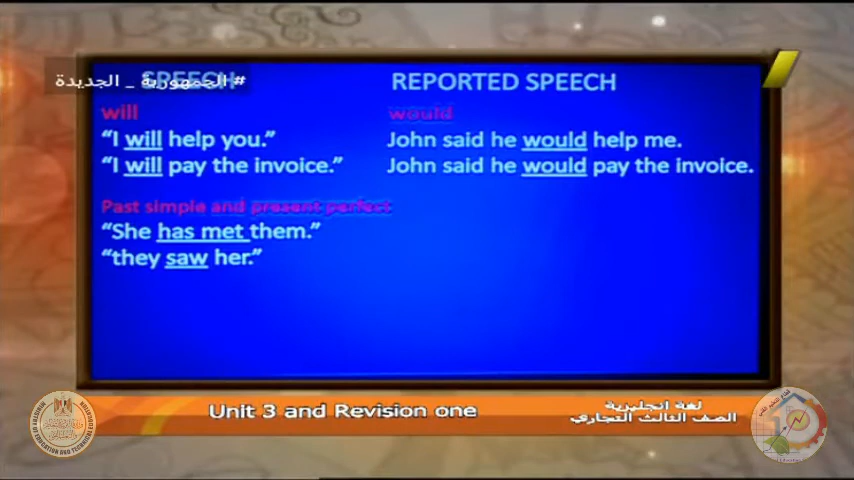 # الجمهورية _ الجديدة
SPEECH
REPORTED SPEECH
will
would
“I will help you.”
John said he would help me.
“I will pay the invoice.”
John said he would pay the invoice.
Past simple and present perfect
“She has met them.”
“they saw her.”
Unit 3 and Revision one
لغة انجليزية
الصف الثالث التجاري